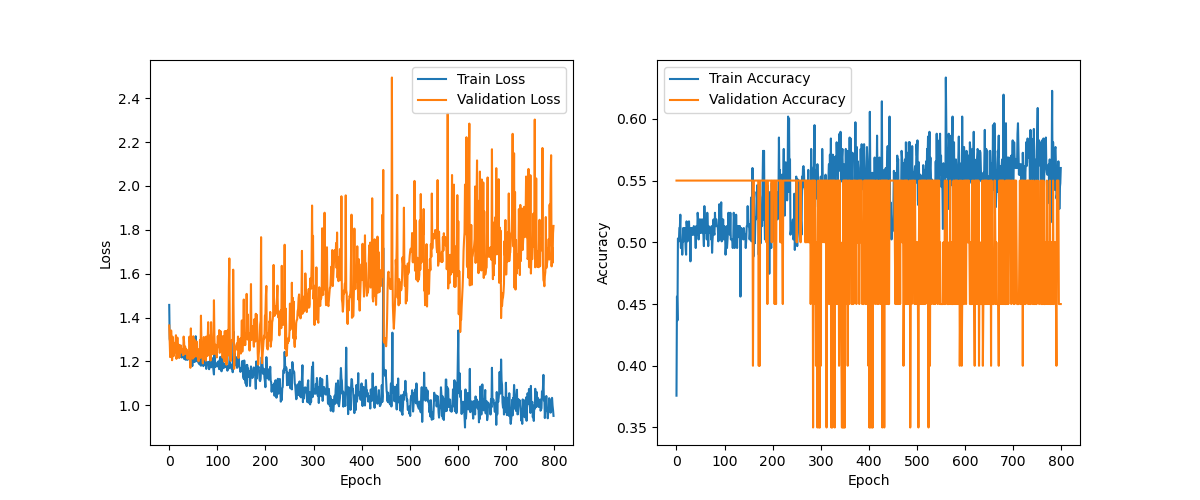 Train Loss
Validation Loss
2.4
2.2
2.0
1.8
1.6
1.4
1.2
1.0
Loss
0 100 200 300 400 500 600 700 800
Epoch
Train Accuracy
Validation Accuracy
0.60
0.55
0.50
0.45
0.40
0.35
Accuracy
0 100 200 300 400 500 600 700 800
Epoch